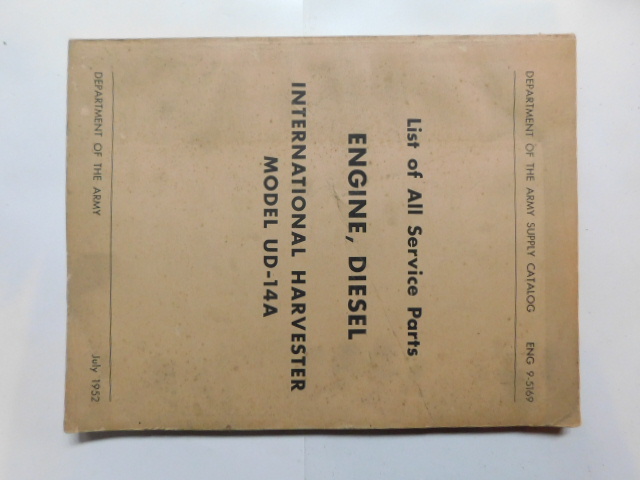 DEPARTMENT OF THE ARMY SUPPLY CATALOG ENG 9-5169
List of All Service Parts
ENGINE, DIESEL
INTERNATIONAL HARVESTER
MODEL UD-14A
DEPARTMENT OF THE ARMY July 1952